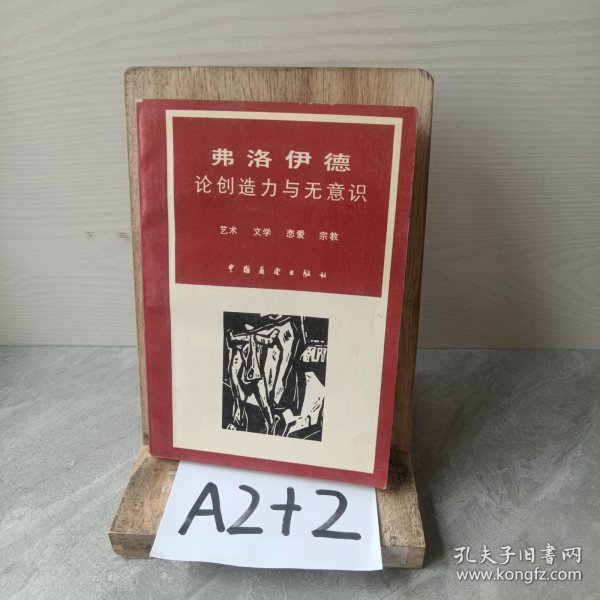 弗洛伊德
论创造力与无意识
艺术 文学 恋爱 宗教
中国展望出版社
A2+2
孔夫子旧书网
www.kongfz.com